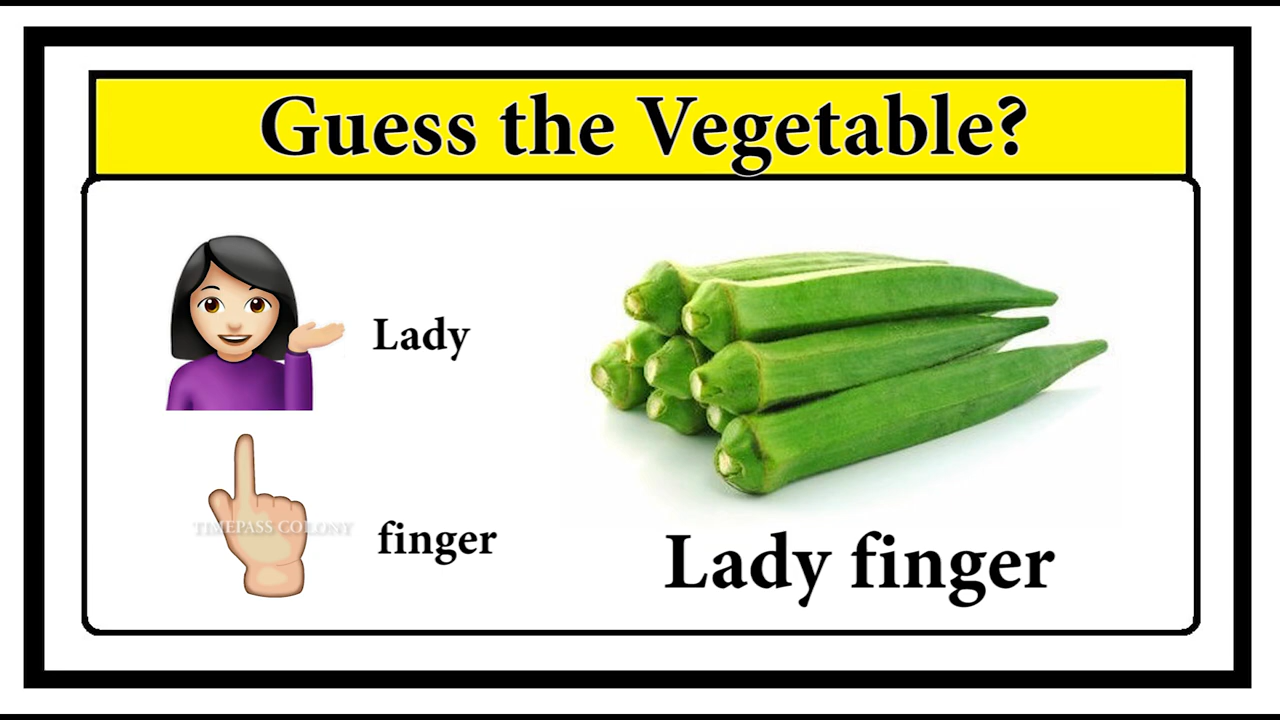 Guess the Vegetable?
Lady
TIMEPASS COLONY
finger
Lady finger